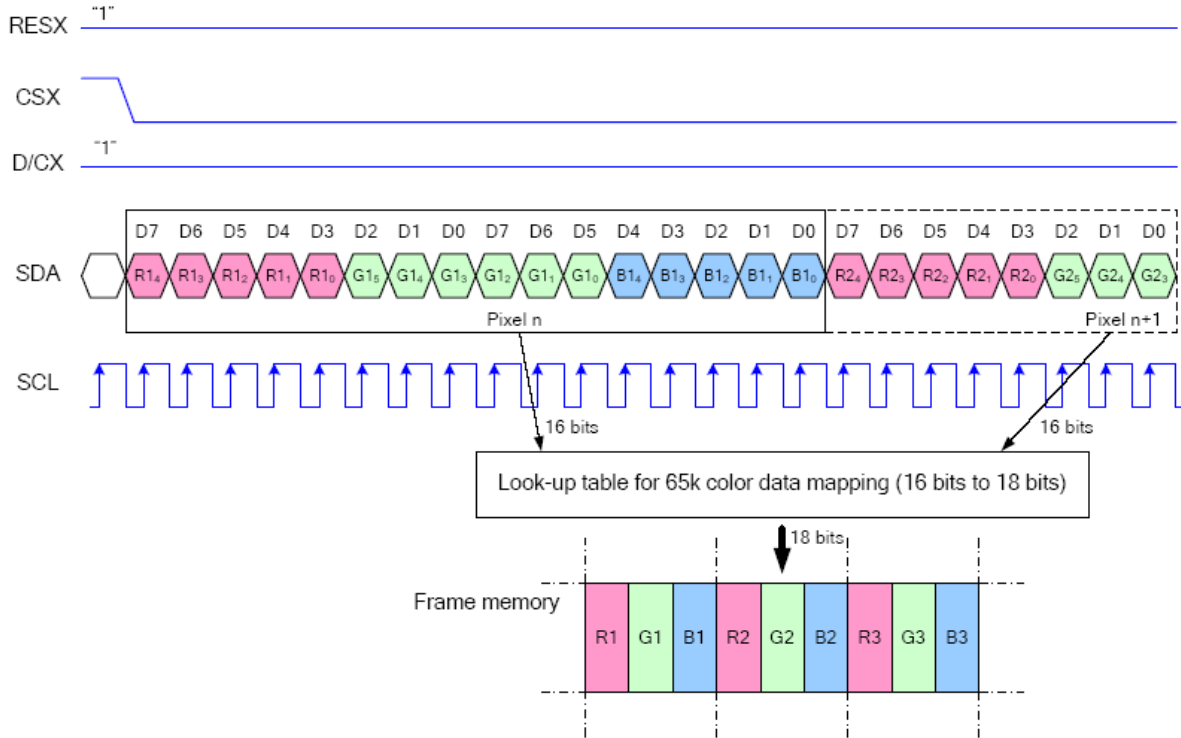 RESX “1”
CSX
D/CX “1”
D7 D6 D5 D4 D3 D2 D1 D0 D7 D6 D5 D4 D3 D2 D1 D0 D7 D6 D5 D4 D3 D2 D1 D0
SDA R1₄ R1₃ R1₂ R1₁ R1₀ G1₅ G1₄ G1₃ G1₂ G1₁ G1₀ B1₄ B1₃ B1₂ B1₁ B1₀ R2₄ R2₃ R2₂ R2₁ R2₀ G2₅ G2₄ G2₃
Pixel n Pixel n+1
SCL
16 bits 16 bits
Look-up table for 65k color data mapping (16 bits to 18 bits)
18 bits
Frame memory
R1 G1 B1 R2 G2 B2 R3 G3 B3